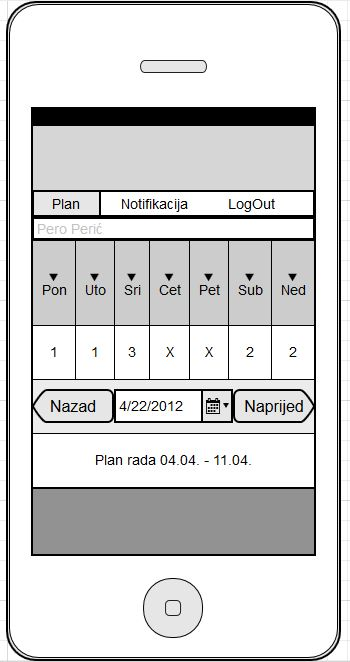 Plan Notifikacija LogOut
Pero Perić
Pon Uto Sri Cet Pet Sub Ned
1 1 3 X X 2 2
Nazad 4/22/2012 Naprijed
Plan rada 04.04. - 11.04.